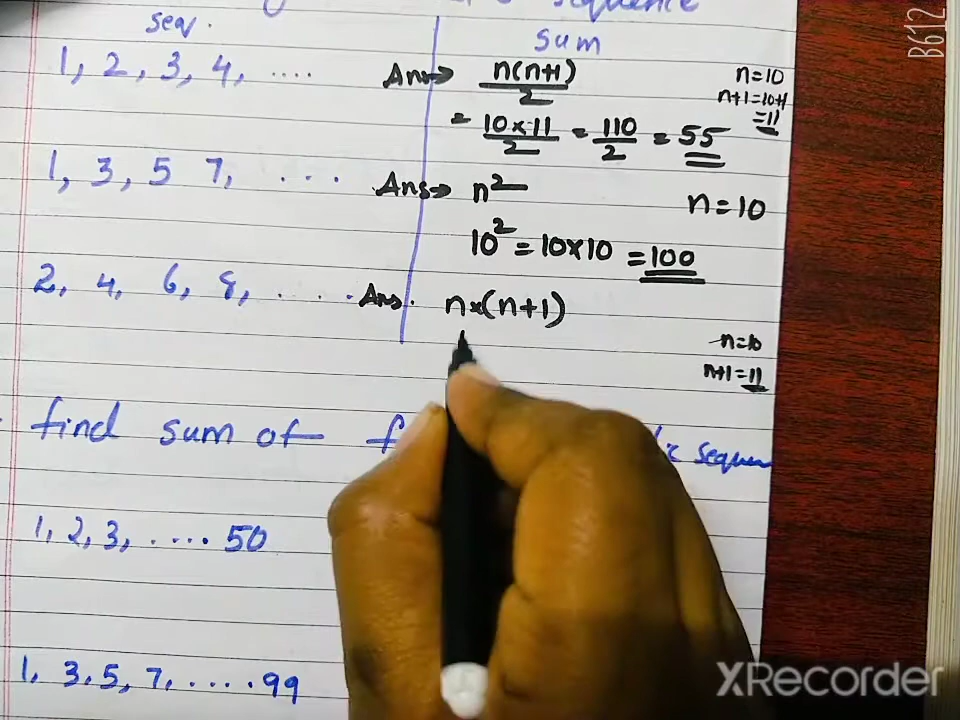 sequence
seq.
sum
1, 2, 3, 4, ....
Ans→ n(n+1)/2
n=10
n+1=10+1
=11
= 10×11/2 = 110/2 = 55
1, 3, 5 7, ...
Ans→ n²
n=10
10² = 10×10 = 100
2, 4, 6, 8, ....
Ans. n×(n+1)
n=10
n+1=11
find sum of f
sequen
1, 2, 3, .... 50
1, 3, 5, 7, .... 99
B612
XRecorder